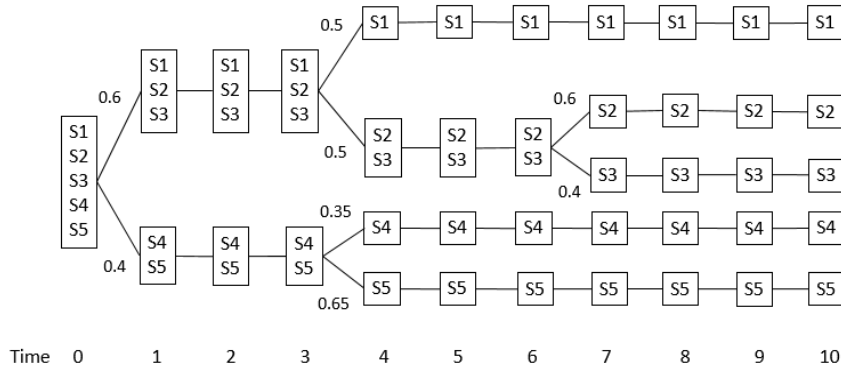 0.5
S1 S1 S1 S1 S1 S1 S1
S1 S1 S1
S2 S2 S2
S3 S3 S3
0.6
0.6
S2 S2 S2 S2
S1
S2
S3
S4
S5
0.5
S2 S2 S2
S3 S3 S3
0.4
S3 S3 S3 S3
0.35
S4 S4 S4 S4 S4 S4 S4
S4 S4 S4
S5 S5 S5
0.4
0.65
S5 S5 S5 S5 S5 S5 S5
Time 0 1 2 3 4 5 6 7 8 9 10